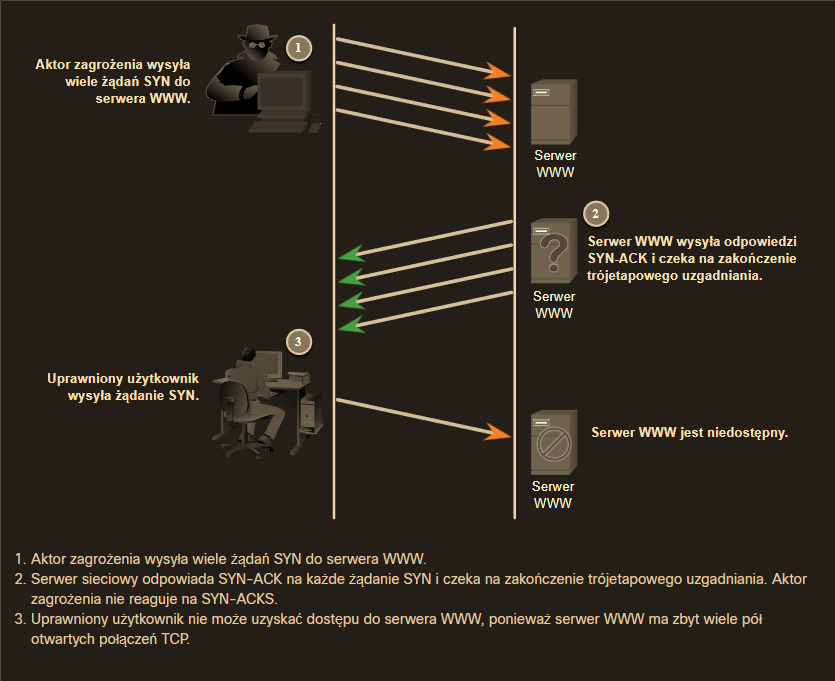 1
Aktor zagrożenia wysyła
wiele żądań SYN do
serwera WWW.
Serwer
WWW
2
Serwer WWW wysyła odpowiedzi
SYN-ACK i czeka na zakończenie
trójetapowego uzgadniania.
Serwer
WWW
3
Uprawniony użytkownik
wysyła żądanie SYN.
Serwer WWW jest niedostępny.
Serwer
WWW
1. Aktor zagrożenia wysyła wiele żądań SYN do serwera WWW.
2. Serwer sieciowy odpowiada SYN-ACK na każde żądanie SYN i czeka na zakończenie trójetapowego uzgadniania. Aktor
zagrożenia nie reaguje na SYN-ACKS.
3. Uprawniony użytkownik nie może uzyskać dostępu do serwera WWW, ponieważ serwer WWW ma zbyt wiele pół
otwartych połączeń TCP.